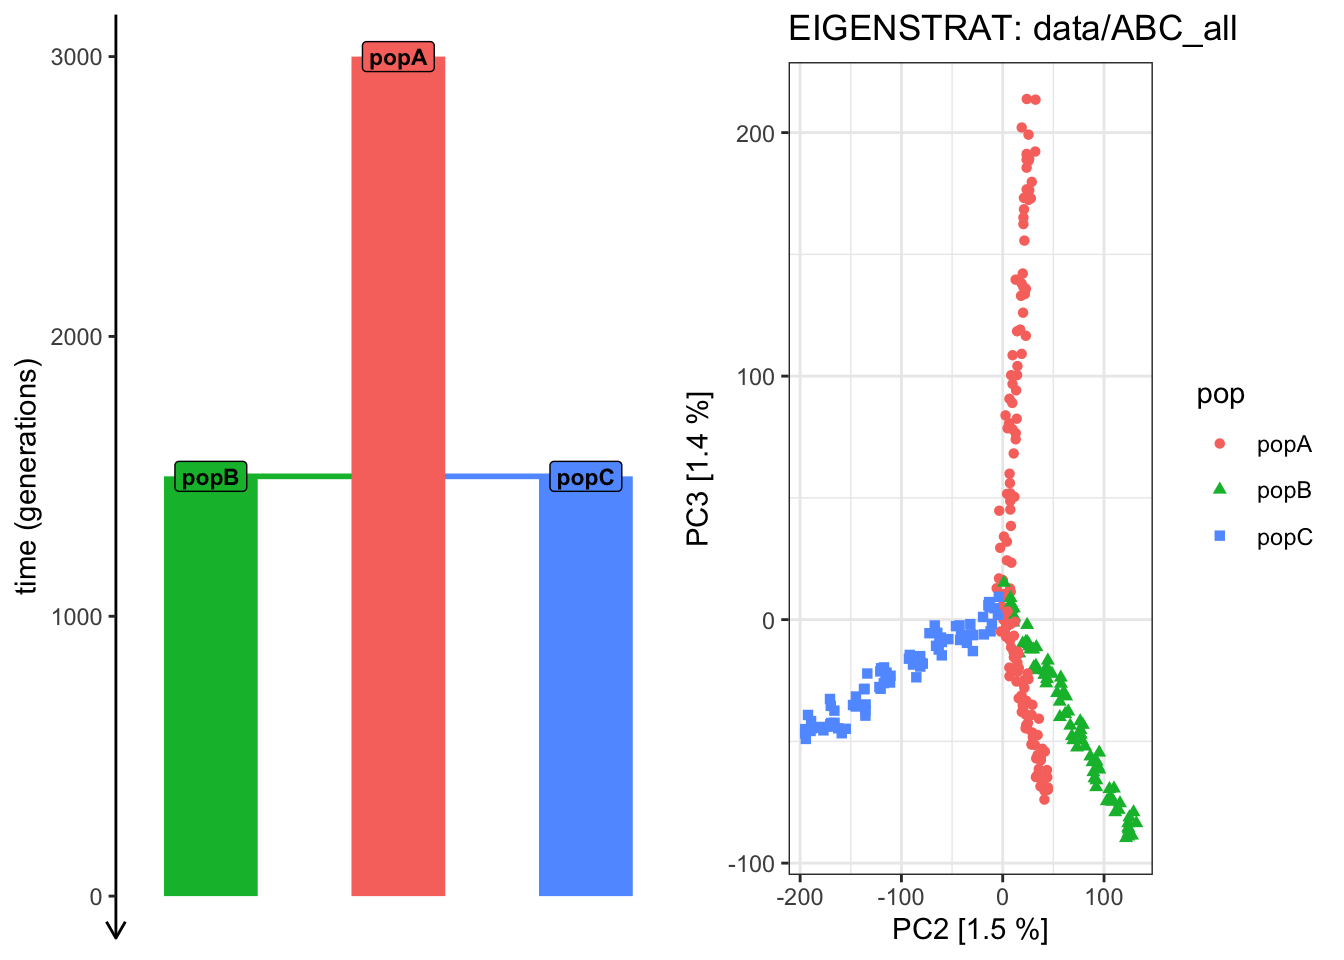 time (generations)
3000
2000
1000
0
popA
popB
popC
EIGENSTRAT: data/ABC_all
PC3 [1.4 %]
200
100
0
-100
-200
-100
0
100
PC2 [1.5 %]
pop
popA
popB
popC